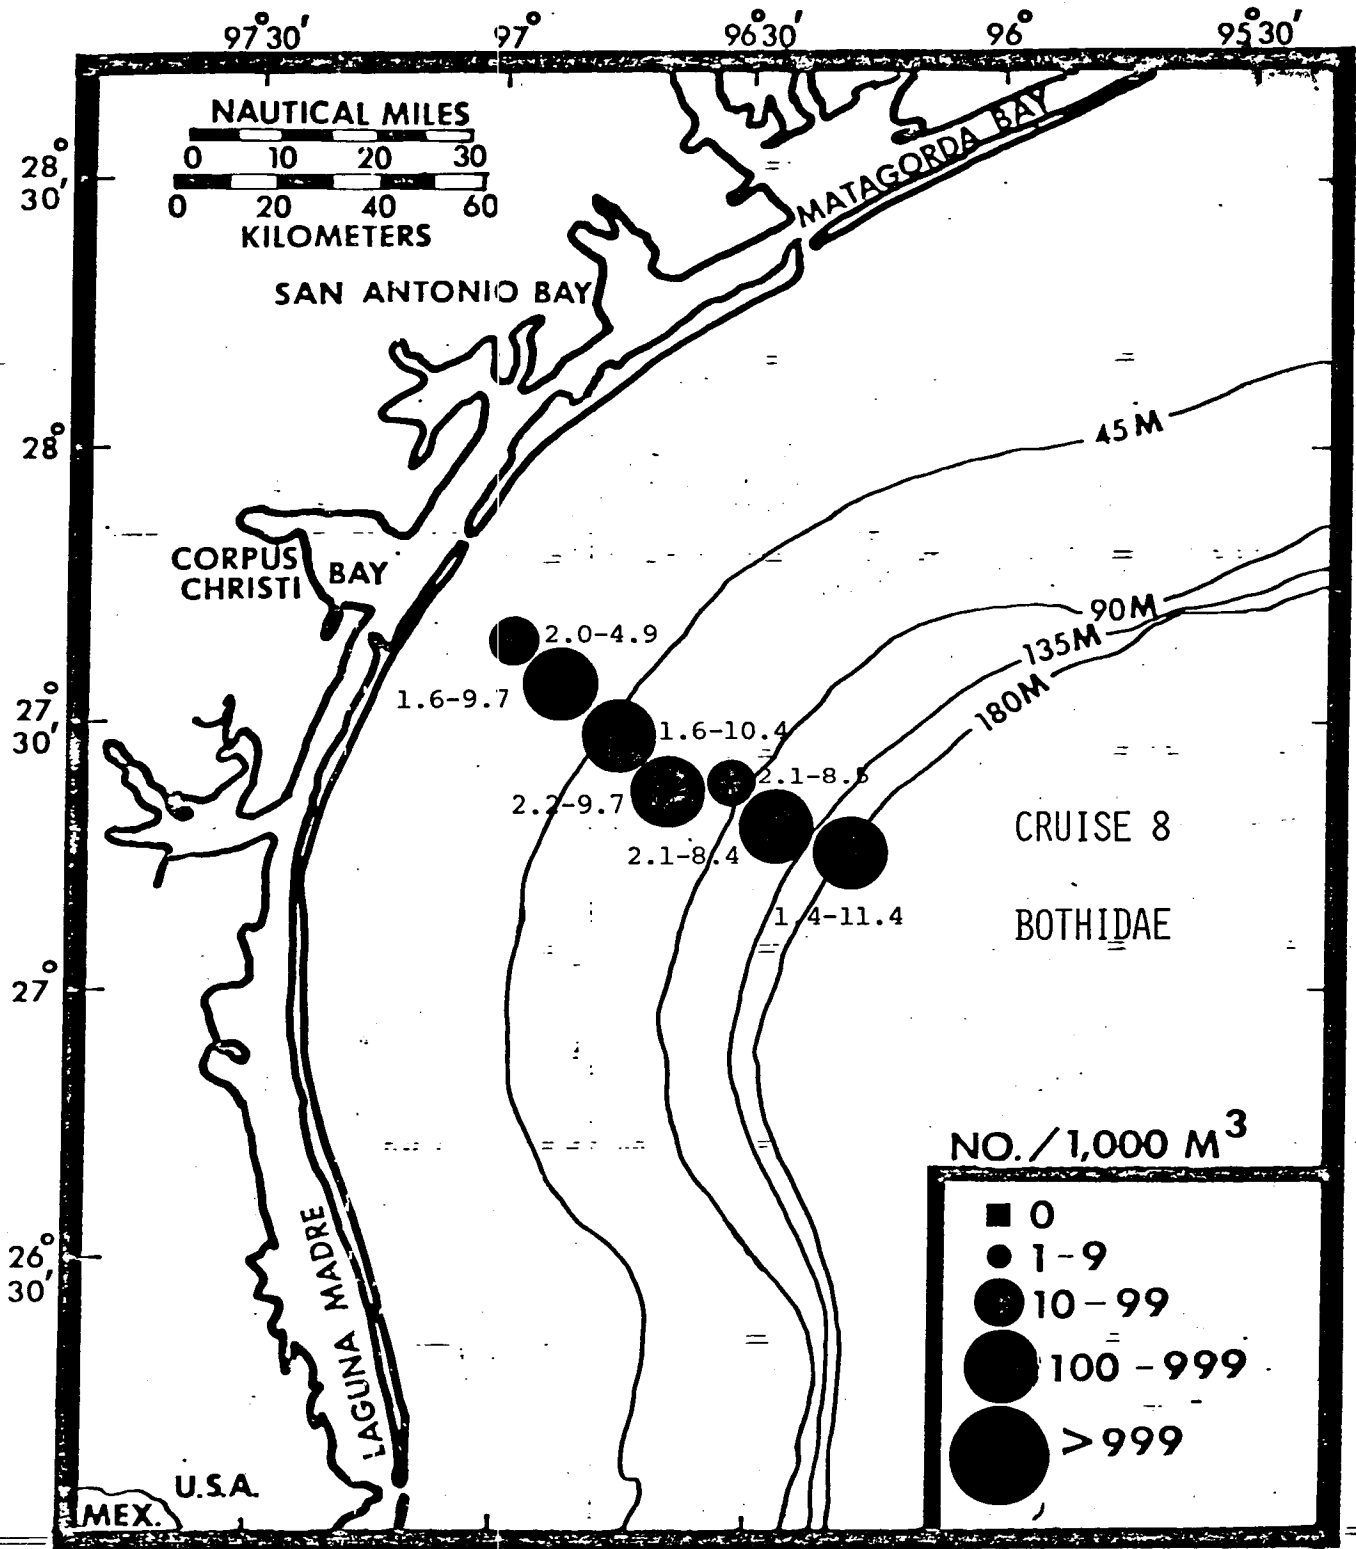 97°30′ 97° 96°30′ 96° 95°30′
NAUTICAL MILES
0 10 20 30
0 20 40 60
KILOMETERS
MATAGORDA BAY
28°
30′
SAN ANTONIO BAY
28°
45M
CORPUS
CHRISTI BAY
90M
135M
180M
2.0-4.9
1.6-9.7
27°
30′
1.6-10.4
2.1-8.5
2.2-9.7
2.1-8.4
1.4-11.4
CRUISE 8
BOTHIDAE
27°
NO./1,000 M³
0
1-9
10-99
100-999
>999
26°
30′
LAGUNA MADRE
U.S.A.
MEX.